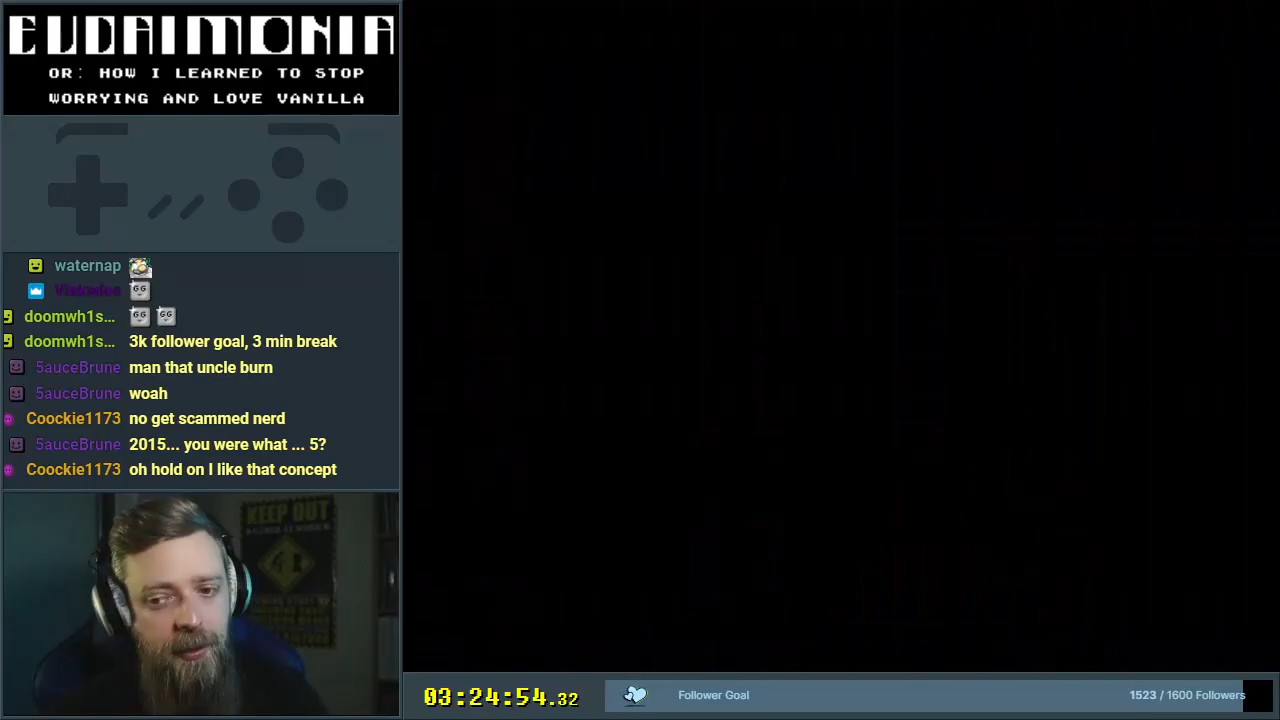 EUDAIMONIA
OR: HOW I LEARNED TO STOP
WORRYING AND LOVE VANILLA
waternap
doomwh1s...
doomwh1s... 3k follower goal, 3 min break
5auceBrune man that uncle burn
5auceBrune woah
Coockie1173 no get scammed nerd
5auceBrune 2015... you were what ... 5?
Coockie1173 oh hold on I like that concept
KEEP OUT
03:24:54.32
Follower Goal
1523 / 1600 Followers